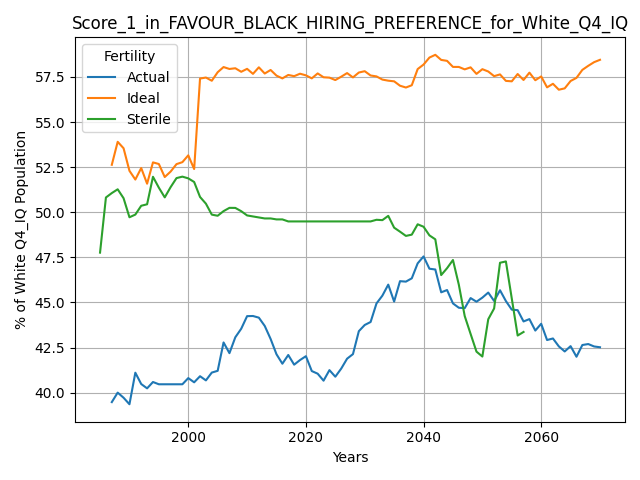 Score_1_in_FAVOUR_BLACK_HIRING_PREFERENCE_for_White_Q4_IQ
Fertility
Actual
Ideal
Sterile
% of White Q4_IQ Population
57.5
55.0
52.5
50.0
47.5
45.0
42.5
40.0
2000
2020
2040
2060
Years